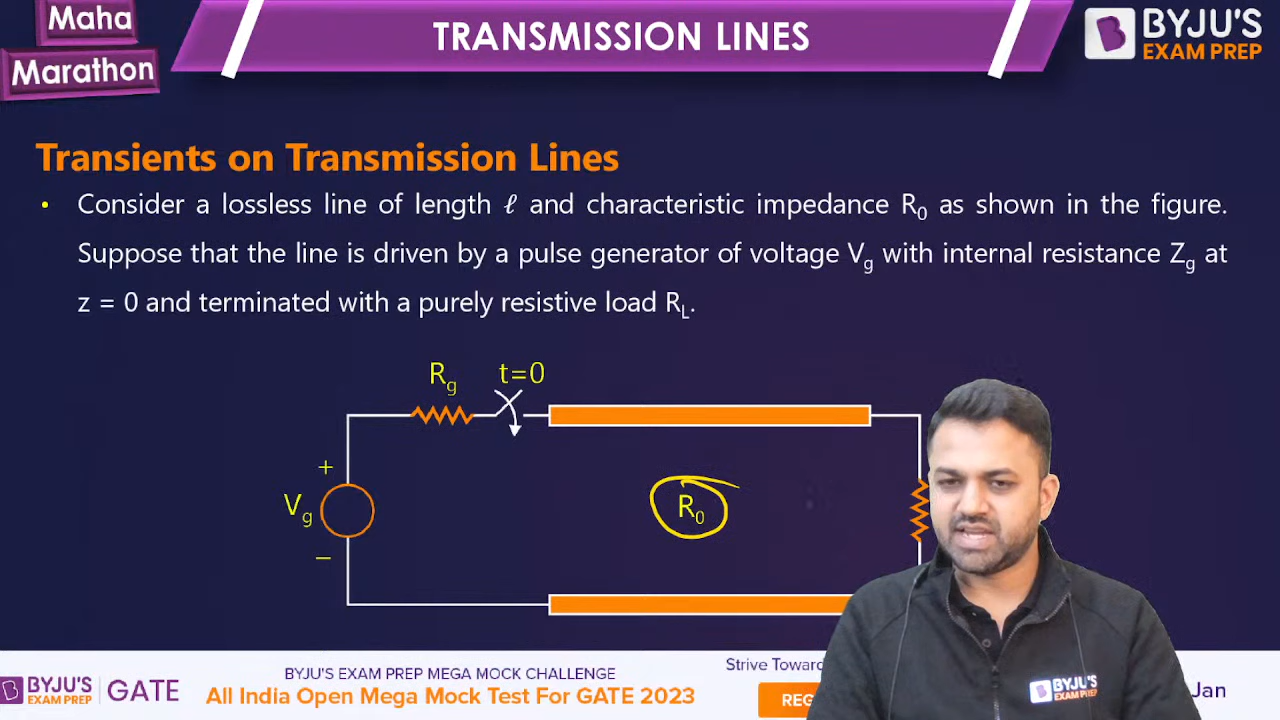 Maha
Marathon
TRANSMISSION LINES
BYJU'S
EXAM PREP
Transients on Transmission Lines
• Consider a lossless line of length ℓ and characteristic impedance R₀ as shown in the figure.
Suppose that the line is driven by a pulse generator of voltage Vg with internal resistance Zg at
z = 0 and terminated with a purely resistive load RL.
Rg
t=0
+
Vg
−
R₀
BYJU'S
EXAM PREP
GATE
BYJU'S EXAM PREP MEGA MOCK CHALLENGE
All India Open Mega Mock Test For GATE 2023
Strive
REG
BYJU'S
EXAM PREP
Jan